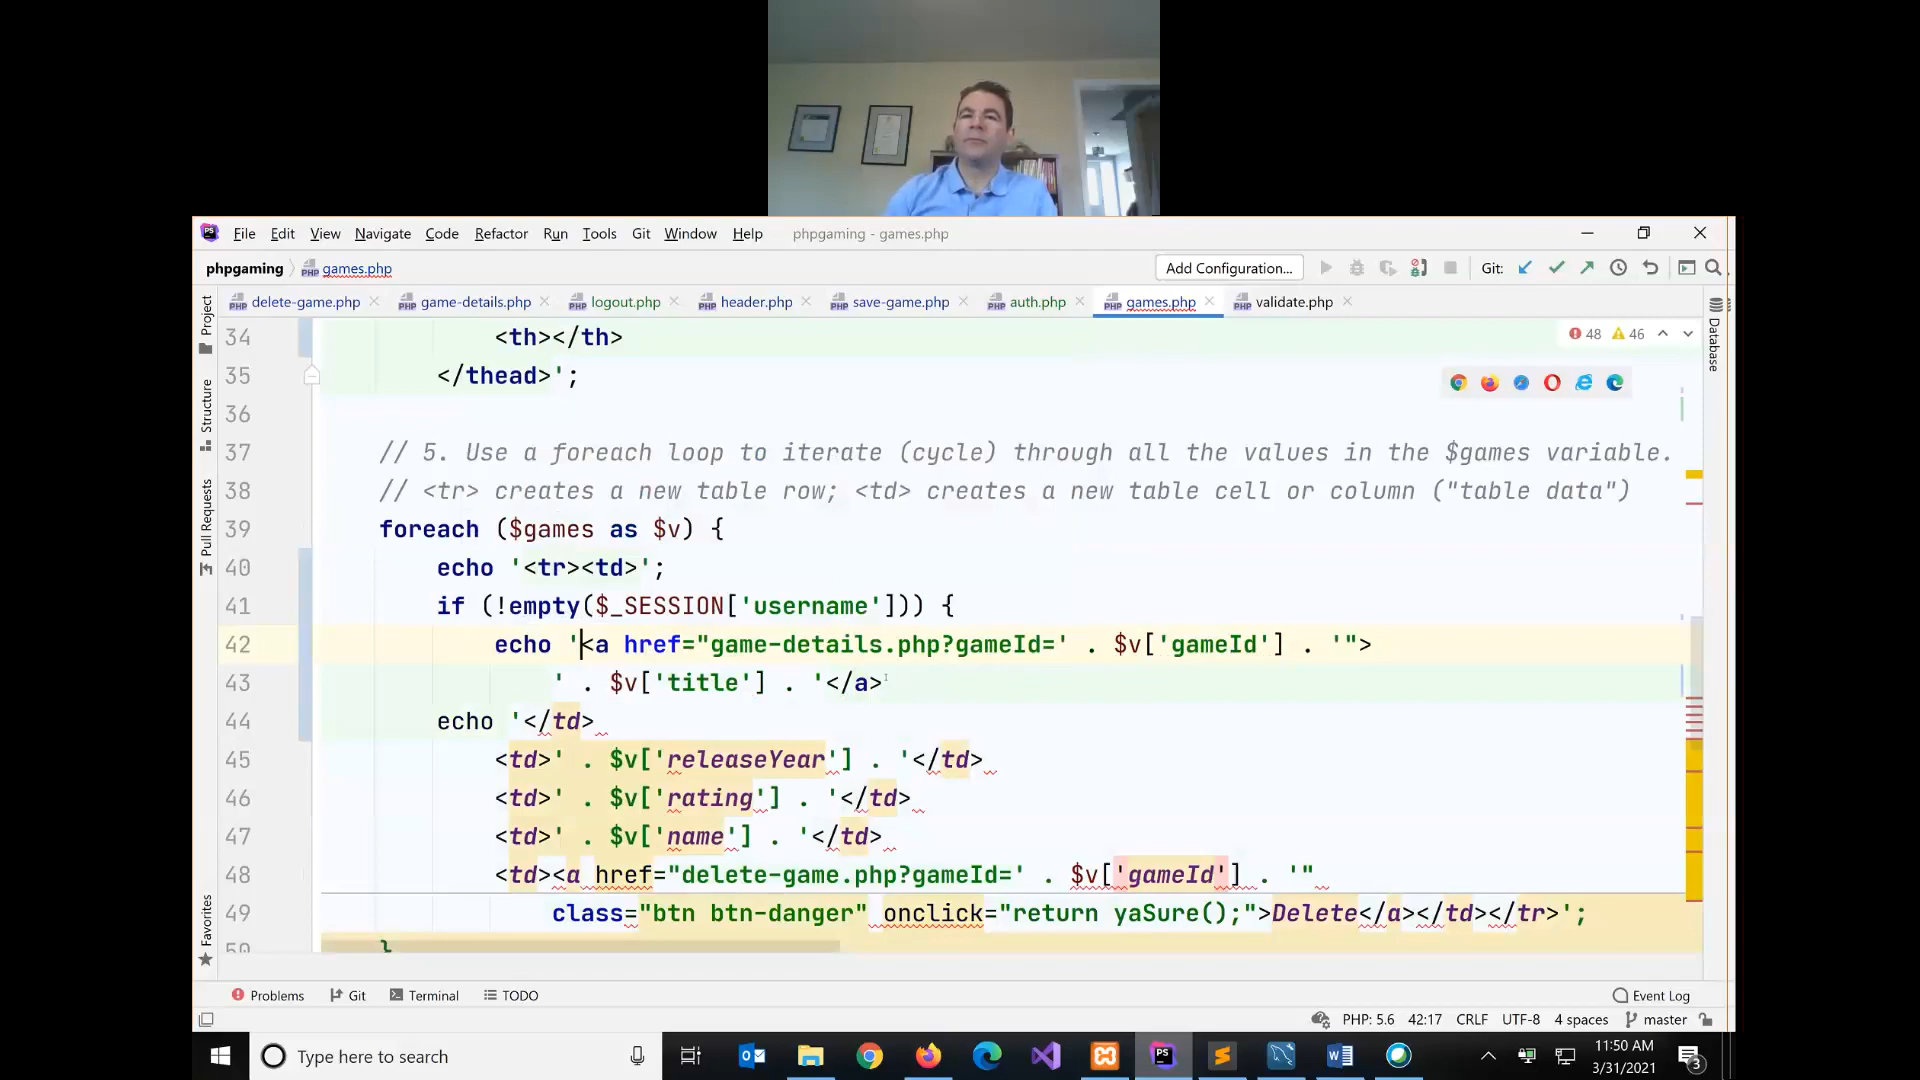 File Edit View Navigate Code Refactor Run Tools Git Window Help phpgaming - games.php
phpgaming games.php Add Configuration... Git:
delete-game.php game-details.php logout.php header.php save-game.php auth.php games.php validate.php
Project
Structure
Pull Requests
Favorites
Database
48 46
34 <th></th>
35 </thead>';
36
37 // 5. Use a foreach loop to iterate (cycle) through all the values in the $games variable.
38 // <tr> creates a new table row; <td> creates a new table cell or column ("table data")
39 foreach ($games as $v) {
40 echo '<tr><td>';
41 if (!empty($_SESSION['username'])) {
42 echo '<a href="game-details.php?gameId=' . $v['gameId'] . '">
43 ' . $v['title'] . '</a>
44 echo '</td>
45 <td>' . $v['releaseYear'] . '</td>
46 <td>' . $v['rating'] . '</td>
47 <td>' . $v['name'] . '</td>
48 <td><a href="delete-game.php?gameId=' . $v['gameId'] . '"
49 class="btn btn-danger" onclick="return yaSure();">Delete</a></td></tr>';
50 }
Problems Git Terminal TODO Event Log
PHP: 5.6 42:17 CRLF UTF-8 4 spaces master
Type here to search
11:50 AM
3/31/2021
3